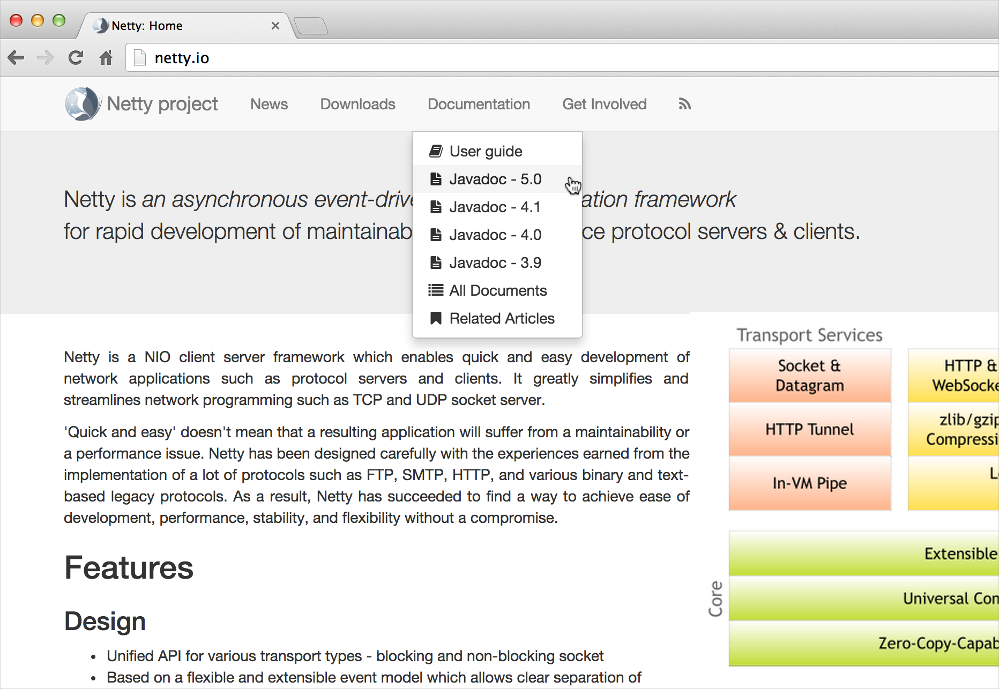 Netty: Home
netty.io
Netty project
News
Downloads
Documentation
Get Involved
User guide
Javadoc - 5.0
Javadoc - 4.1
Javadoc - 4.0
Javadoc - 3.9
All Documents
Related Articles
Netty is an asynchronous event-drive ation framework
for rapid development of maintainab ce protocol servers & clients.
Netty is a NIO client server framework which enables quick and easy development of
network applications such as protocol servers and clients. It greatly simplifies and
streamlines network programming such as TCP and UDP socket server.
'Quick and easy' doesn't mean that a resulting application will suffer from a maintainability or
a performance issue. Netty has been designed carefully with the experiences earned from the
implementation of a lot of protocols such as FTP, SMTP, HTTP, and various binary and text-
based legacy protocols. As a result, Netty has succeeded to find a way to achieve ease of
development, performance, stability, and flexibility without a compromise.
Features
Design
Unified API for various transport types - blocking and non-blocking socket
Based on a flexible and extensible event model which allows clear separation of
Transport Services
Socket &
Datagram
HTTP Tunnel
In-VM Pipe
HTTP &
WebSocke
zlib/gzip
Compressi
L
Core
Extensible
Universal Con
Zero-Copy-Capab